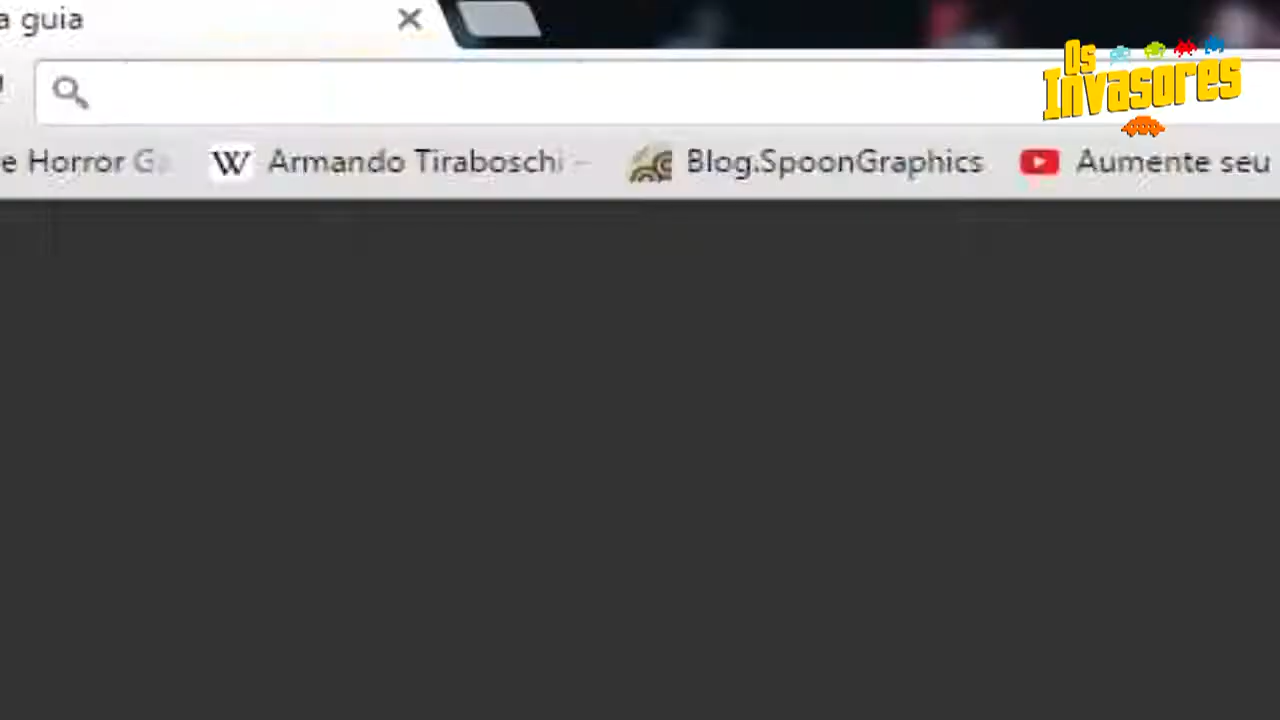 a guia
Os
Invasores
e Horror G
Armando Tiraboschi –
Blog.SpoonGraphics
Aumente seu